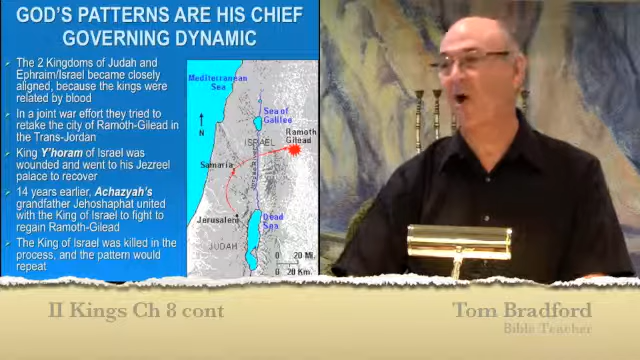 GOD'S PATTERNS ARE HIS CHIEF
GOVERNING DYNAMIC
The 2 Kingdoms of Judah and
Ephraim/Israel became closely
aligned, because the kings were
related by blood
In a joint war effort they tried to
retake the city of Ramoth-Gilead in
the Trans-Jordan
King Y'horam of Israel was
wounded and went to his Jezreel
palace to recover
14 years earlier, Achazyah's
grandfather Jehoshaphat united
with the King of Israel to fight to
regain Ramoth-Gilead
The King of Israel was killed in the
process, and the pattern would
repeat
Mediterranean
Sea
Sea of
Galilee
N
Ramoth
Gilead
ISRAEL
Samaria
Jerusalem
Dead
Sea
JUDAH
0 20 Mi.
0 20 Km.
II Kings Ch 8 cont
Tom Bradford
Bible Teacher